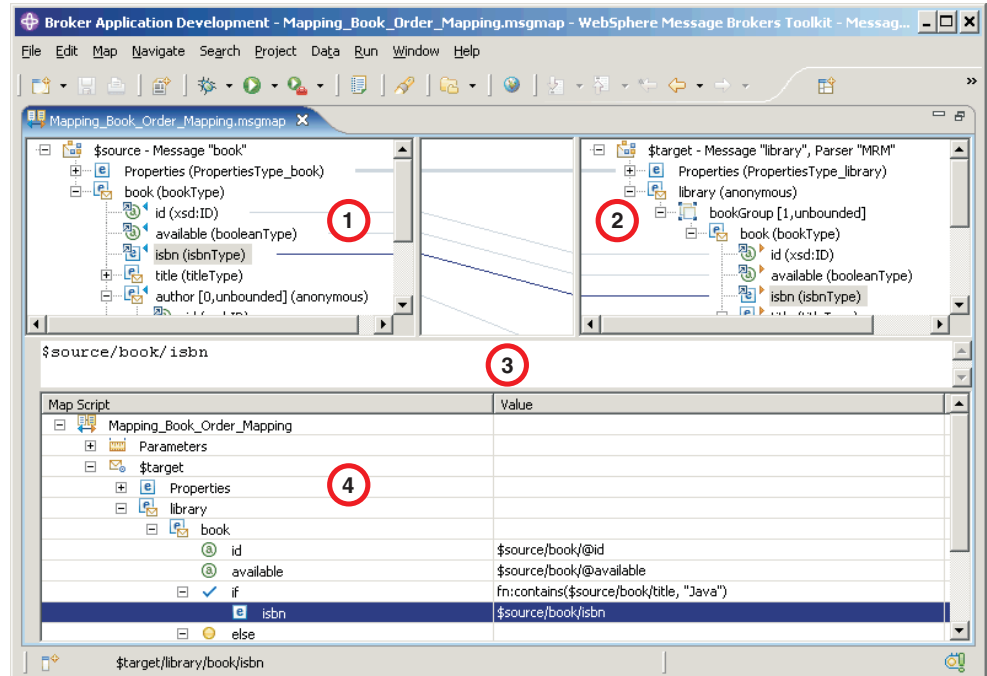 Broker Application Development - Mapping_Book_Order_Mapping.msgmap - WebSphere Message Brokers Toolkit - Messag...
File Edit Map Navigate Search Project Data Run Window Help
Mapping_Book_Order_Mapping.msgmap
$source - Message "book"
Properties (PropertiesType_book)
book (bookType)
id (xsd:ID)
available (booleanType)
isbn (isbnType)
title (titleType)
author [0,unbounded] (anonymous)
1
$target - Message "library", Parser "MRM"
Properties (PropertiesType_library)
library (anonymous)
bookGroup [1,unbounded]
book (bookType)
id (xsd:ID)
available (booleanType)
isbn (isbnType)
2
$source/book/isbn
3
Map Script Value
Mapping_Book_Order_Mapping
Parameters
$target
Properties
4
library
book
id $source/book/@id
available $source/book/@available
if fn:contains($source/book/title, "Java")
isbn $source/book/isbn
else
$target/library/book/isbn